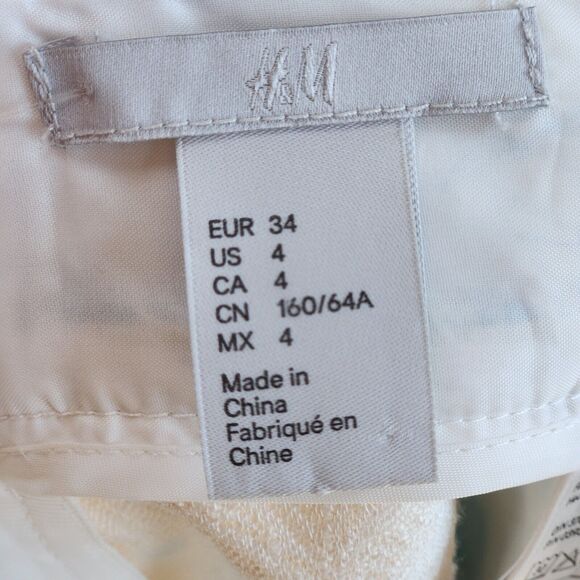 H&M
EUR 34
US 4
CA 4
CN 160/64A
MX 4
Made in
China
Fabriqué en
Chine